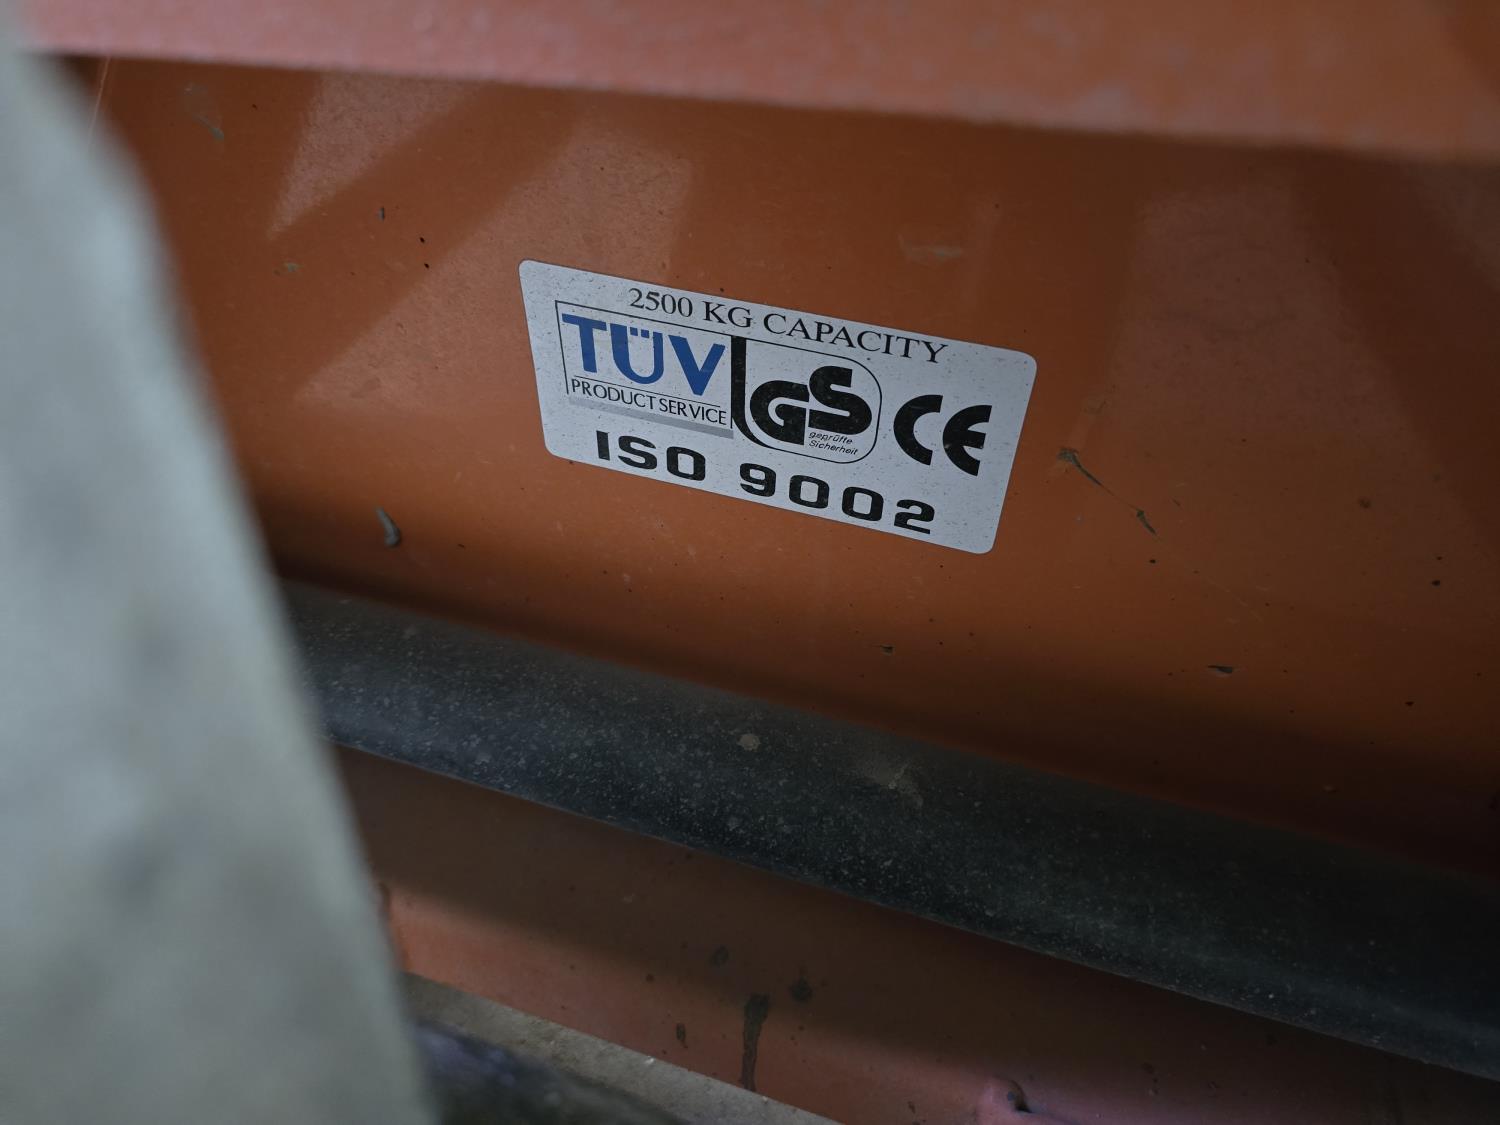 2500 KG CAPACITY
TÜV
PRODUCT SERVICE
GS
geprüfte
Sicherheit
CE
ISO 9002